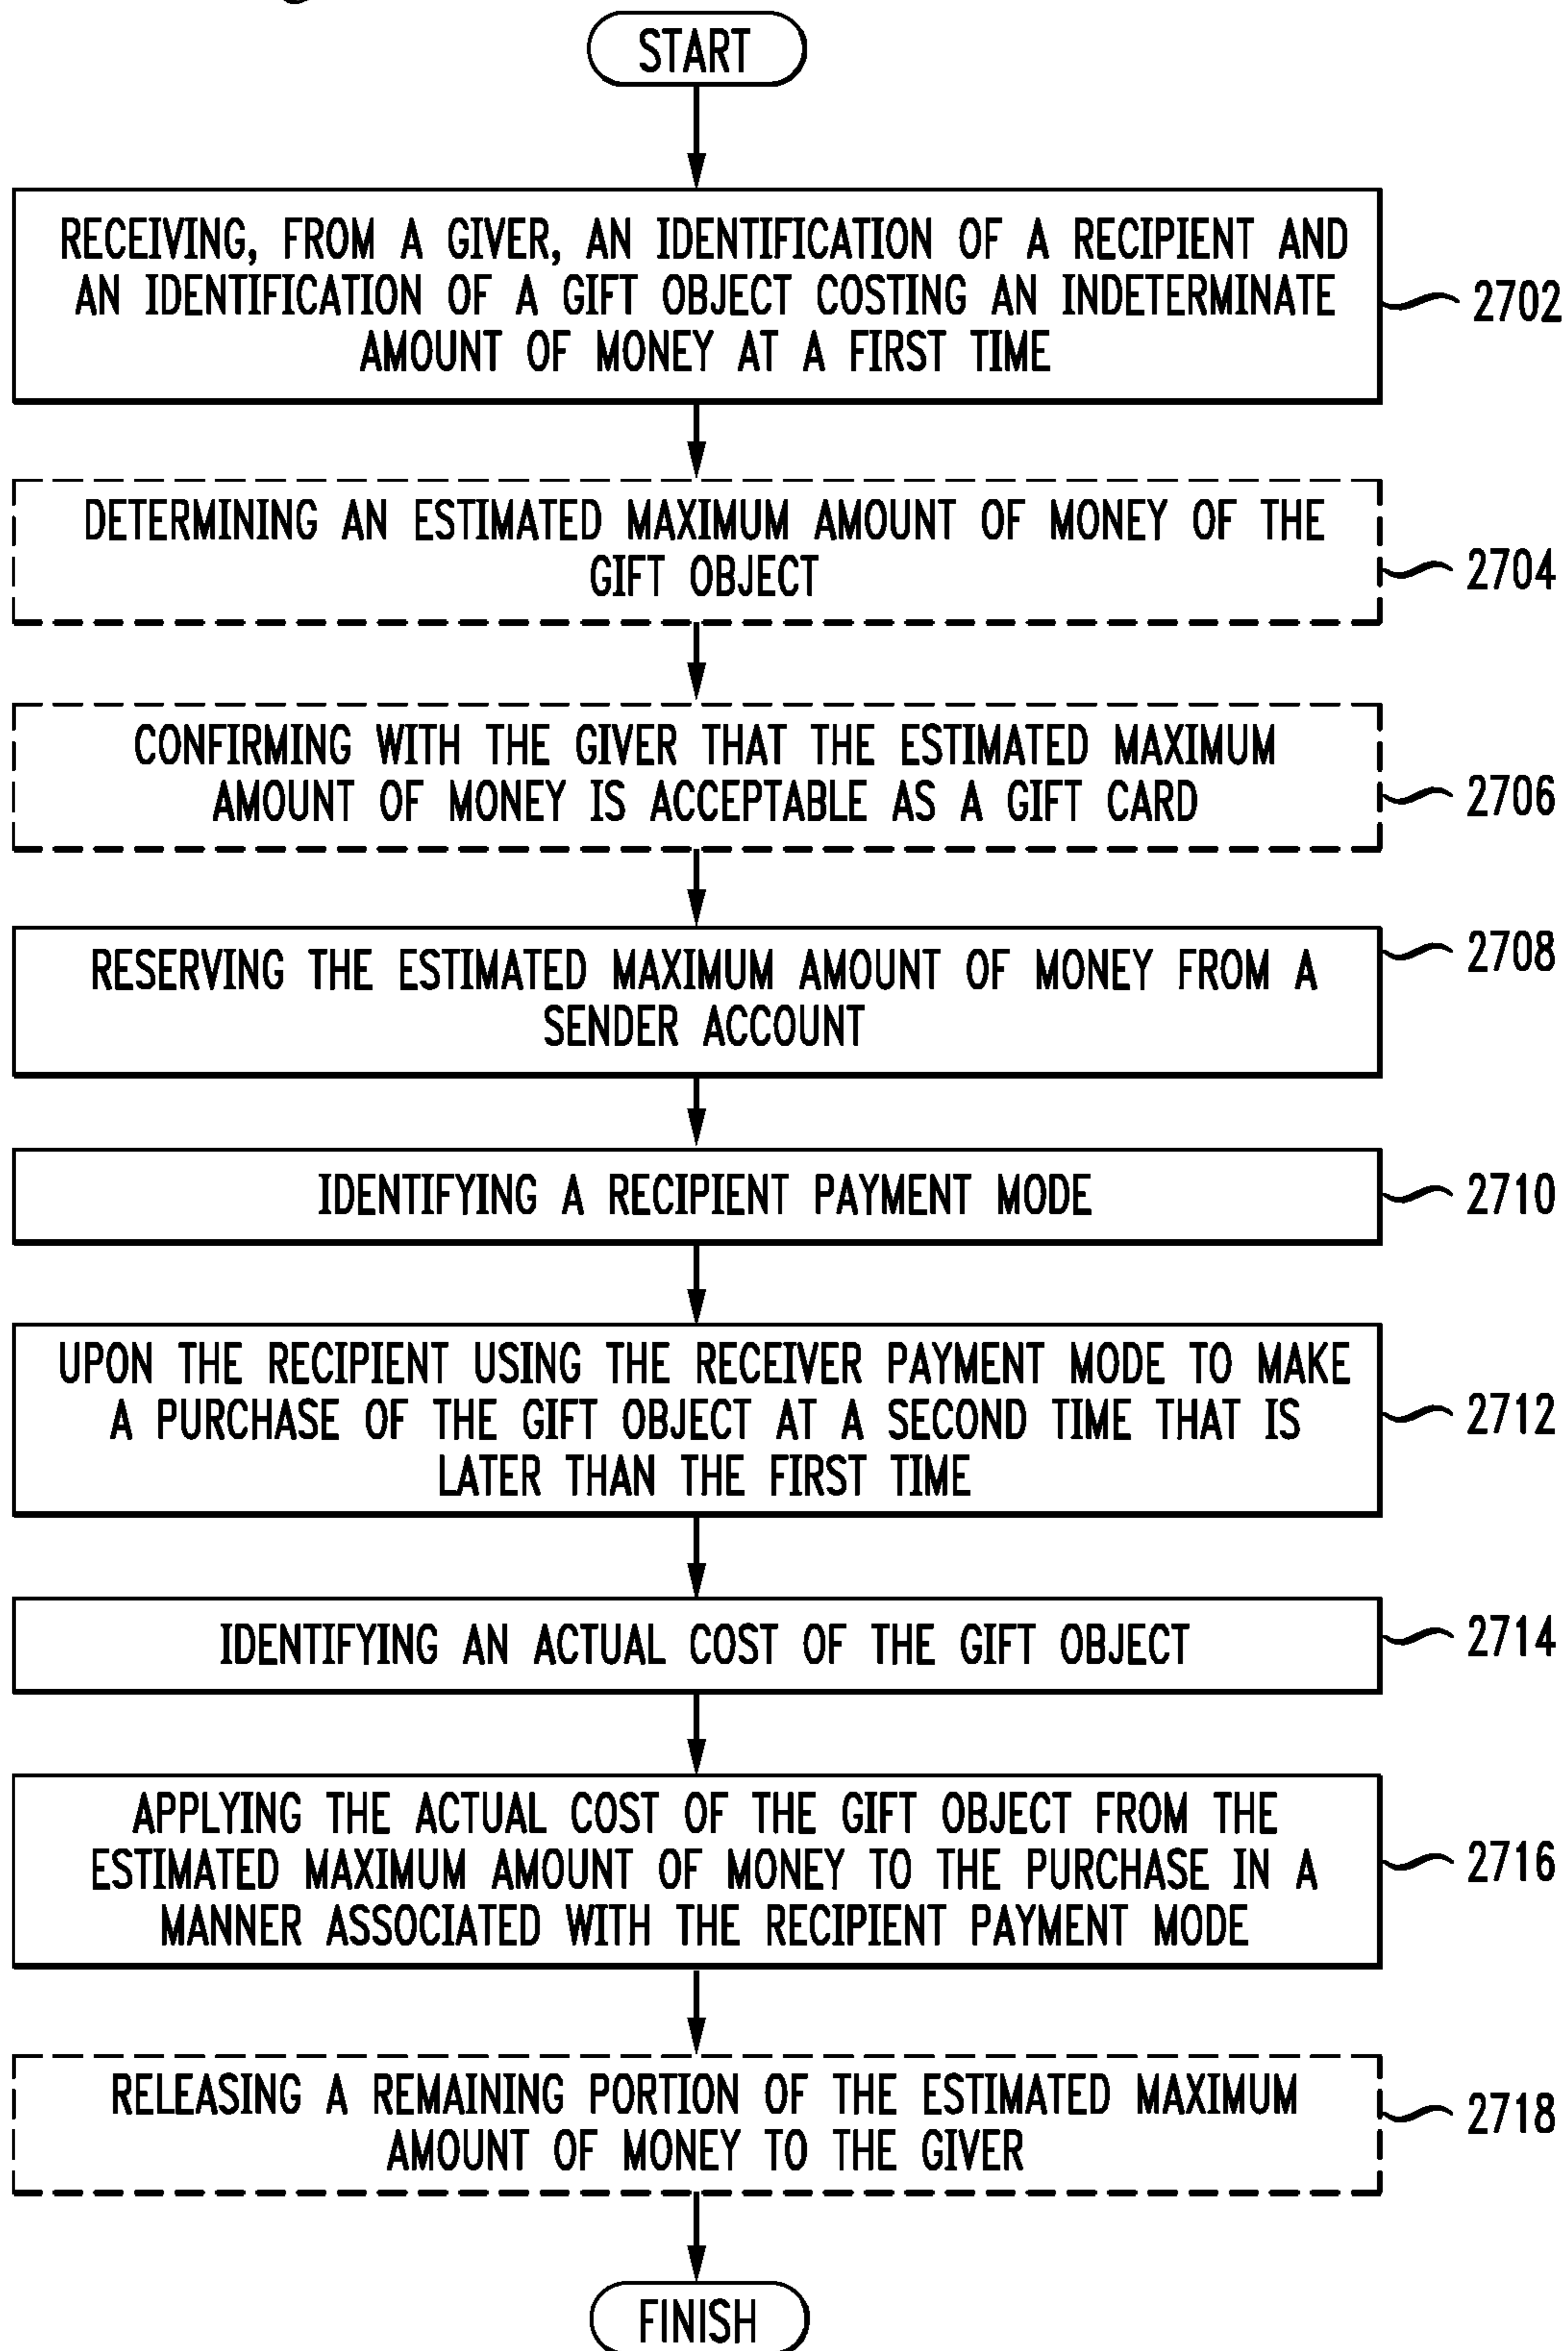 START
RECEIVING, FROM A GIVER, AN IDENTIFICATION OF A RECIPIENT AND
AN IDENTIFICATION OF A GIFT OBJECT COSTING AN INDETERMINATE
AMOUNT OF MONEY AT A FIRST TIME
2702
DETERMINING AN ESTIMATED MAXIMUM AMOUNT OF MONEY OF THE
GIFT OBJECT
2704
CONFIRMING WITH THE GIVER THAT THE ESTIMATED MAXIMUM
AMOUNT OF MONEY IS ACCEPTABLE AS A GIFT CARD
2706
RESERVING THE ESTIMATED MAXIMUM AMOUNT OF MONEY FROM A
SENDER ACCOUNT
2708
IDENTIFYING A RECIPIENT PAYMENT MODE
2710
UPON THE RECIPIENT USING THE RECEIVER PAYMENT MODE TO MAKE
A PURCHASE OF THE GIFT OBJECT AT A SECOND TIME THAT IS
LATER THAN THE FIRST TIME
2712
IDENTIFYING AN ACTUAL COST OF THE GIFT OBJECT
2714
APPLYING THE ACTUAL COST OF THE GIFT OBJECT FROM THE
ESTIMATED MAXIMUM AMOUNT OF MONEY TO THE PURCHASE IN A
MANNER ASSOCIATED WITH THE RECIPIENT PAYMENT MODE
2716
RELEASING A REMAINING PORTION OF THE ESTIMATED MAXIMUM
AMOUNT OF MONEY TO THE GIVER
2718
FINISH